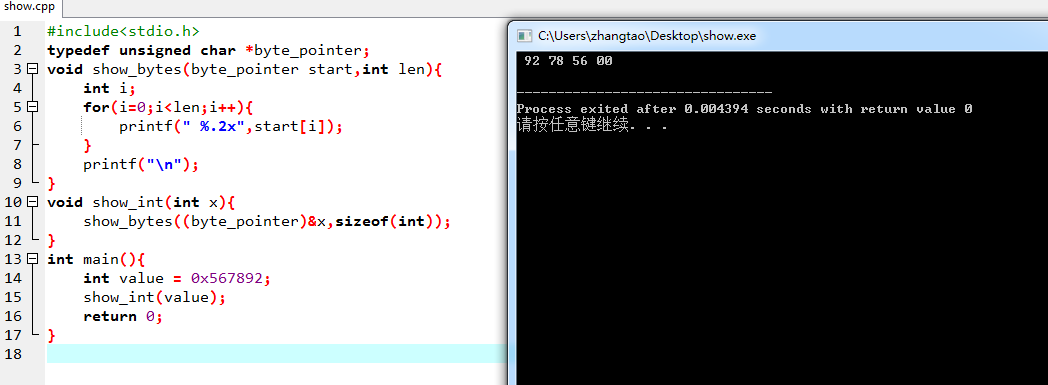 show.cpp
1 #include<stdio.h>
2 typedef unsigned char *byte_pointer;
3 void show_bytes(byte_pointer start,int len){
4 int i;
5 for(i=0;i<len;i++){
6 printf(" %.2x",start[i]);
7 }
8 printf("\n");
9 }
10 void show_int(int x){
11 show_bytes((byte_pointer)&x,sizeof(int));
12 }
13 int main(){
14 int value = 0x567892;
15 show_int(value);
16 return 0;
17 }
18
C:\Users\zhangtao\Desktop\show.exe
92 78 56 00
--------------------------------
Process exited after 0.004394 seconds with return value 0
请按任意键继续. . .